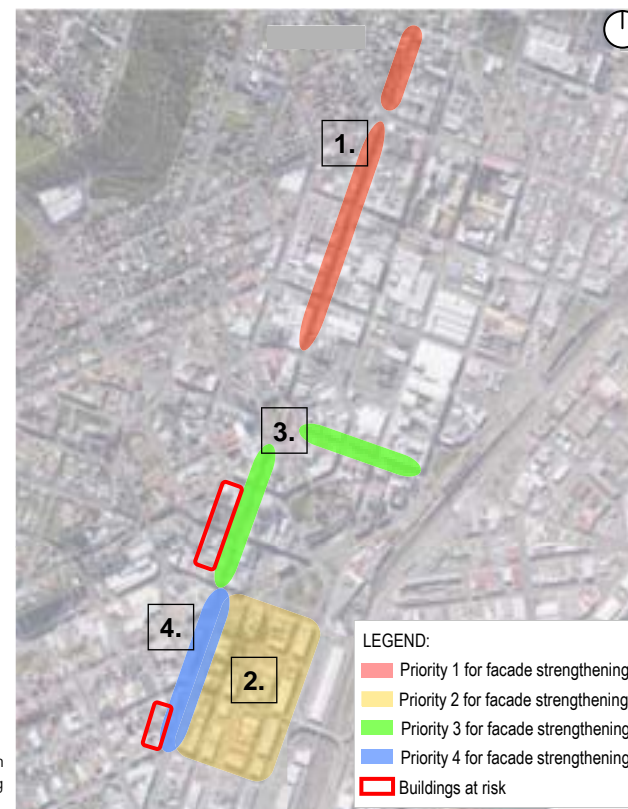 1.
3.
4.
2.
LEGEND:
Priority 1 for facade strengthening
Priority 2 for facade strengthening
Priority 3 for facade strengthening
Priority 4 for facade strengthening
Buildings at risk
n
g